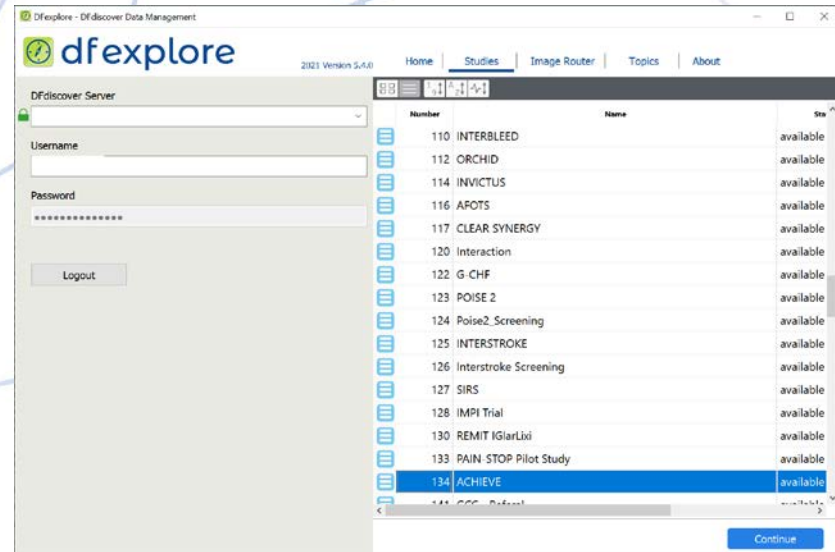 DFexplore - DFdiscover Data Management
dfexplore
2021 Version 5.4.0
Home Studies Image Router Topics About
DFdiscover Server
Username
Password
Logout
Number Name Sta
110 INTERBLEED available
112 ORCHID available
114 INVICTUS available
116 AFOTS available
117 CLEAR SYNERGY available
120 Interaction available
122 G-CHF available
123 POISE 2 available
124 Poise2_Screening available
125 INTERSTROKE available
126 Interstroke Screening available
127 SIRS available
128 IMPI Trial available
130 REMIT IGlarLixi available
133 PAIN-STOP Pilot Study available
134 ACHIEVE available
Continue